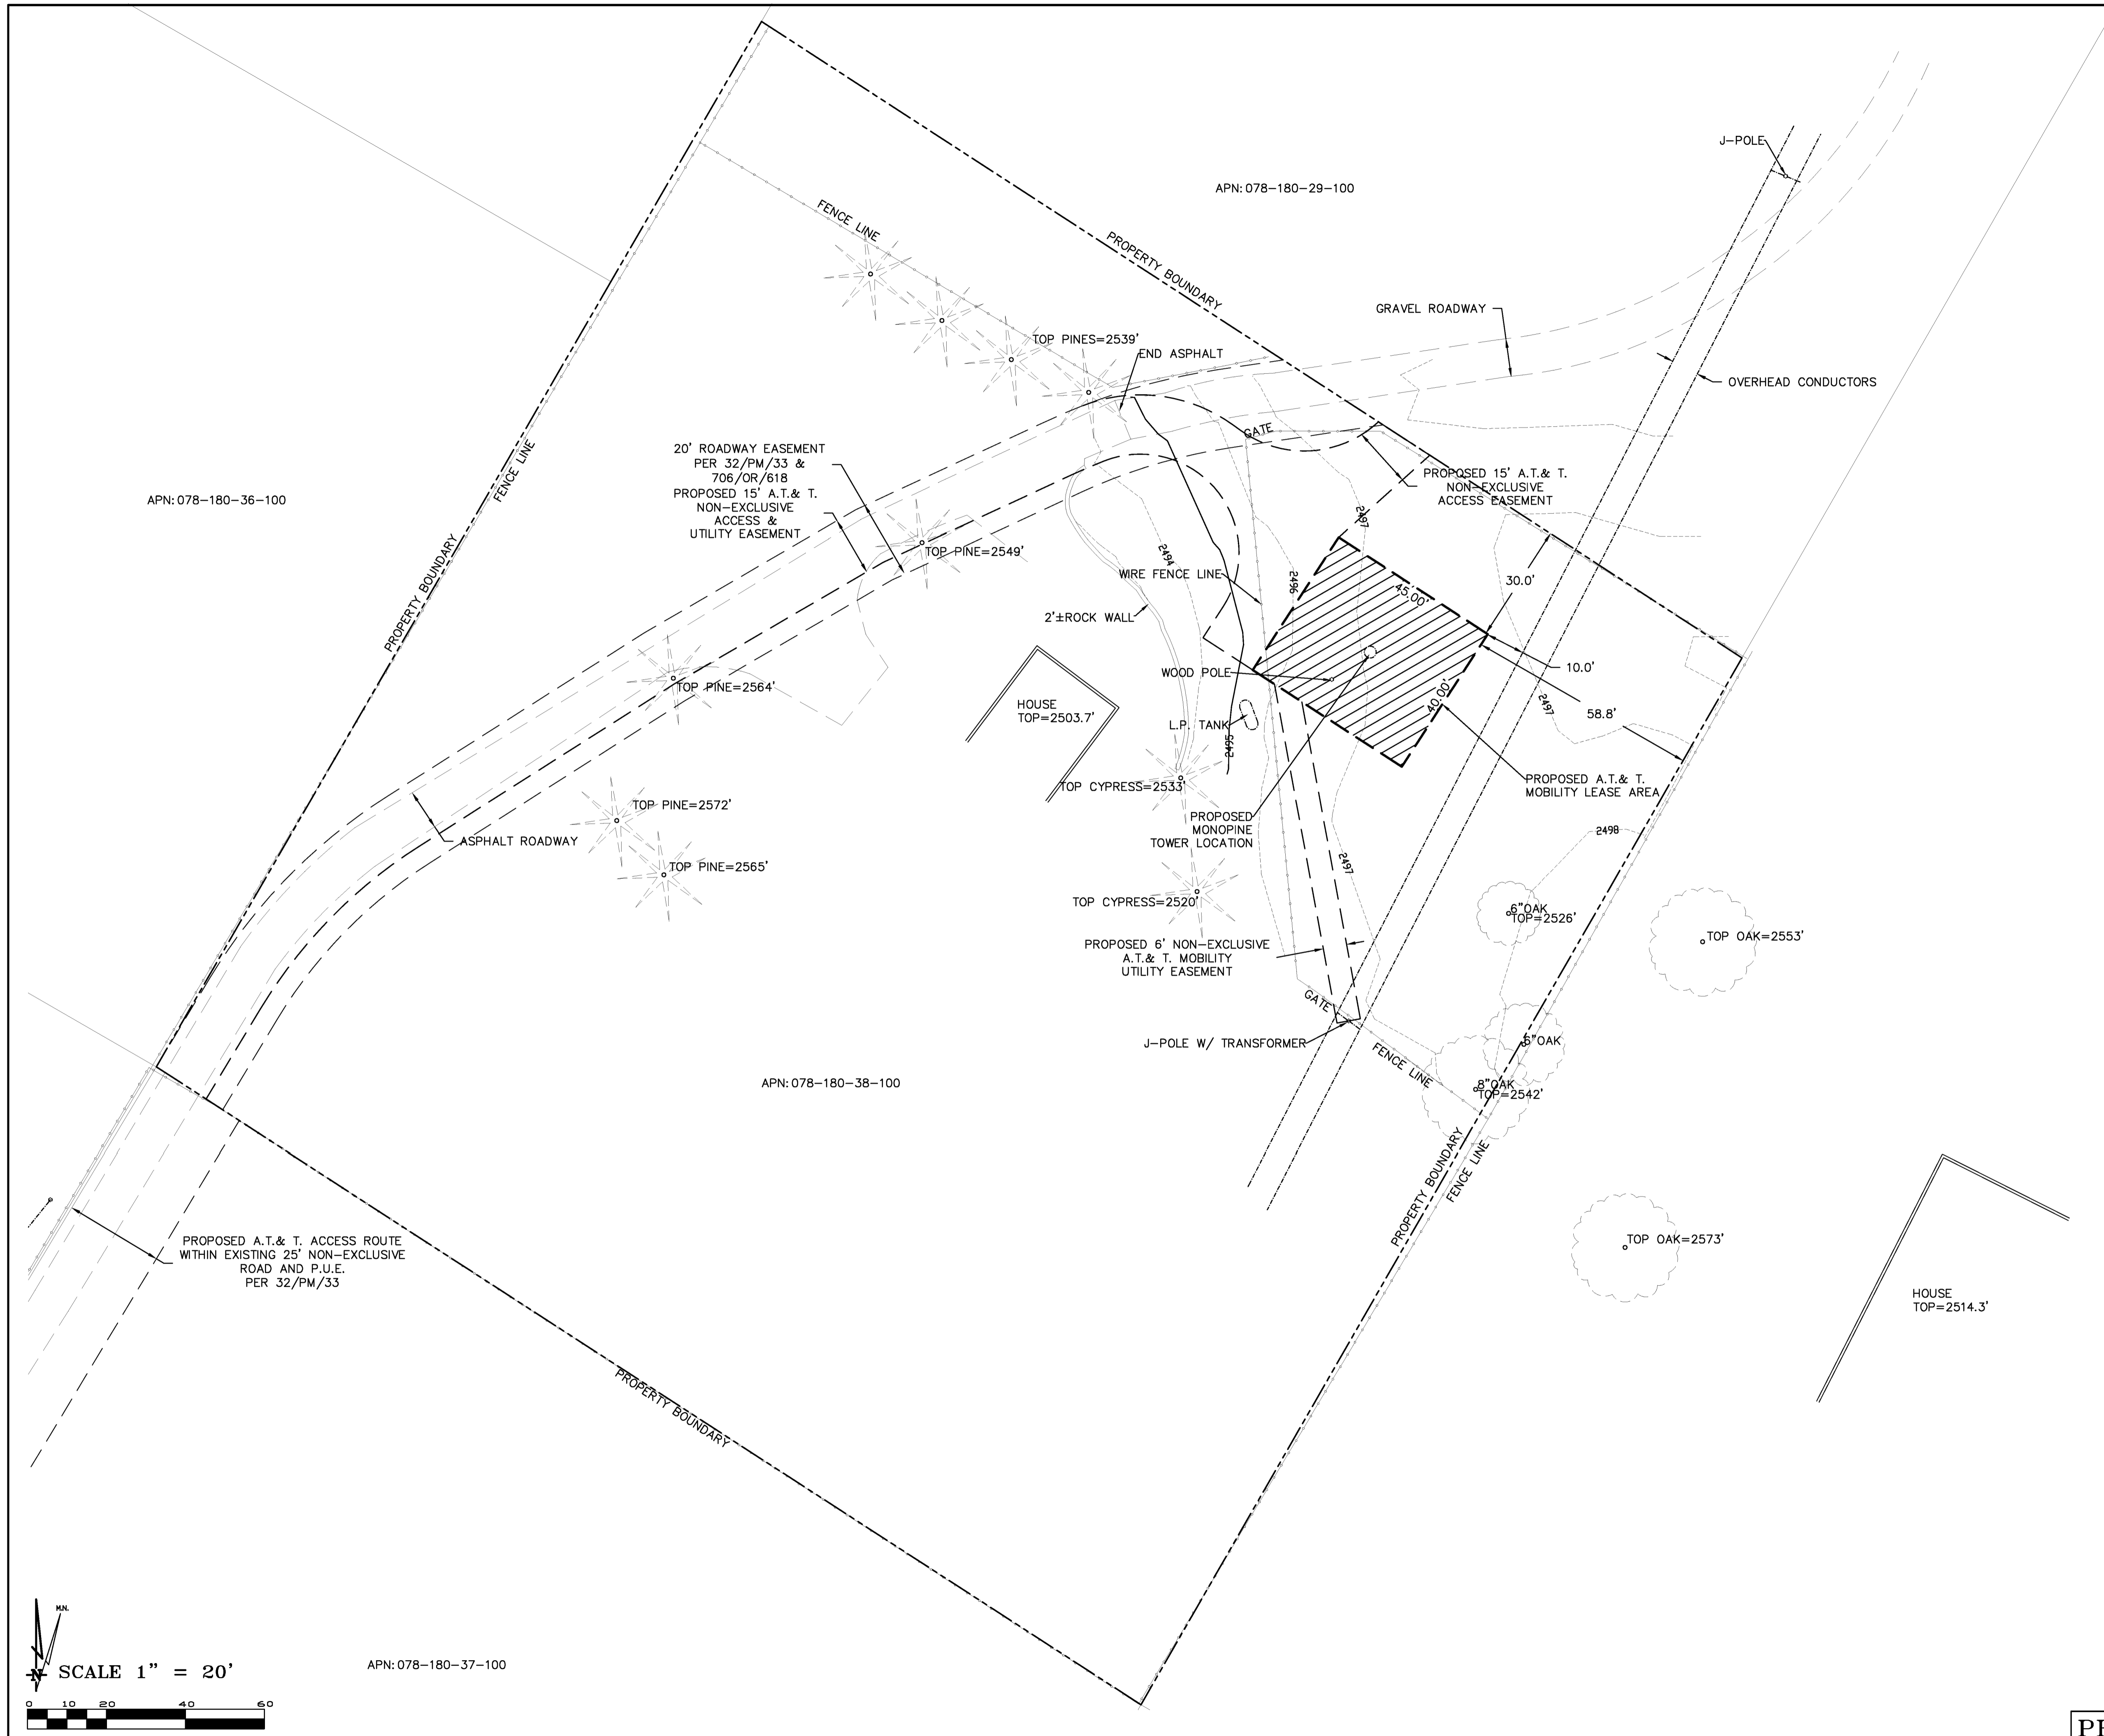 J-POLE
APN: 078-180-29-100
FENCE LINE
PROPERTY BOUNDARY
GRAVEL ROADWAY
TOP PINES=2539'
END ASPHALT
OVERHEAD CONDUCTORS
GATE
20' ROADWAY EASEMENT
PER 32/PM/33 &
706/OR/618
PROPOSED 15' A.T.& T.
NON-EXCLUSIVE
ACCESS &
UTILITY EASEMENT
PROPOSED 15' A.T.& T.
NON-EXCLUSIVE
ACCESS EASEMENT
FENCE LINE
APN: 078-180-36-100
PROPERTY BOUNDARY
2497
2494
TOP PINE=2549'
WIRE FENCE LINE
2496
45.00'
30.0'
2'±ROCK WALL
10.0'
WOOD POLE
TOP PINE=2564'
HOUSE
TOP=2503.7'
40.00'
2497
58.8'
L.P. TANK
2495
TOP CYPRESS=2533'
PROPOSED A.T.& T.
MOBILITY LEASE AREA
TOP PINE=2572'
PROPOSED
MONOPINE
TOWER LOCATION
2498
ASPHALT ROADWAY
TOP PINE=2565'
2497
TOP CYPRESS=2520'
6"OAK
TOP=2526'
TOP OAK=2553'
PROPOSED 6' NON-EXCLUSIVE
A.T.& T. MOBILITY
UTILITY EASEMENT
GATE
J-POLE W/ TRANSFORMER
6"OAK
FENCE LINE
APN: 078-180-38-100
8"OAK
TOP=2542'
PROPERTY BOUNDARY
FENCE LINE
PROPOSED A.T.& T. ACCESS ROUTE
WITHIN EXISTING 25' NON-EXCLUSIVE
ROAD AND P.U.E.
PER 32/PM/33
TOP OAK=2573'
HOUSE
TOP=2514.3'
PROPERTY BOUNDARY
M.N.
N
SCALE 1" = 20'
APN: 078-180-37-100
0 10 20 40 60